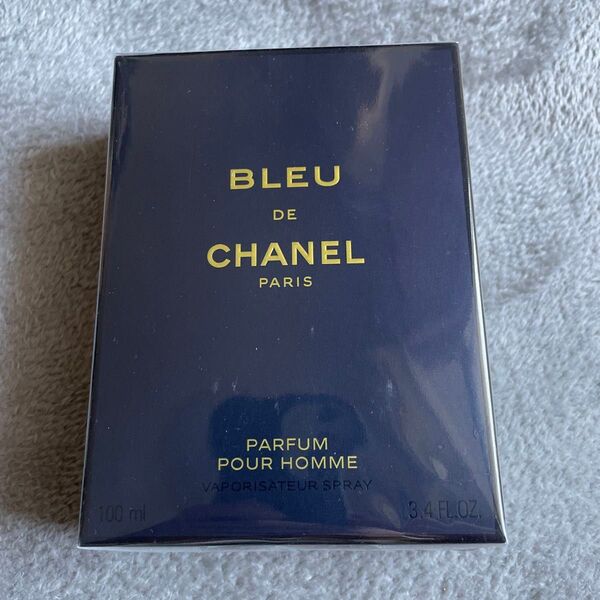 BLEU
DE
CHANEL
PARIS
PARFUM
POUR HOMME
VAPORISATEUR SPRAY
100 ml 3.4 FL.OZ.